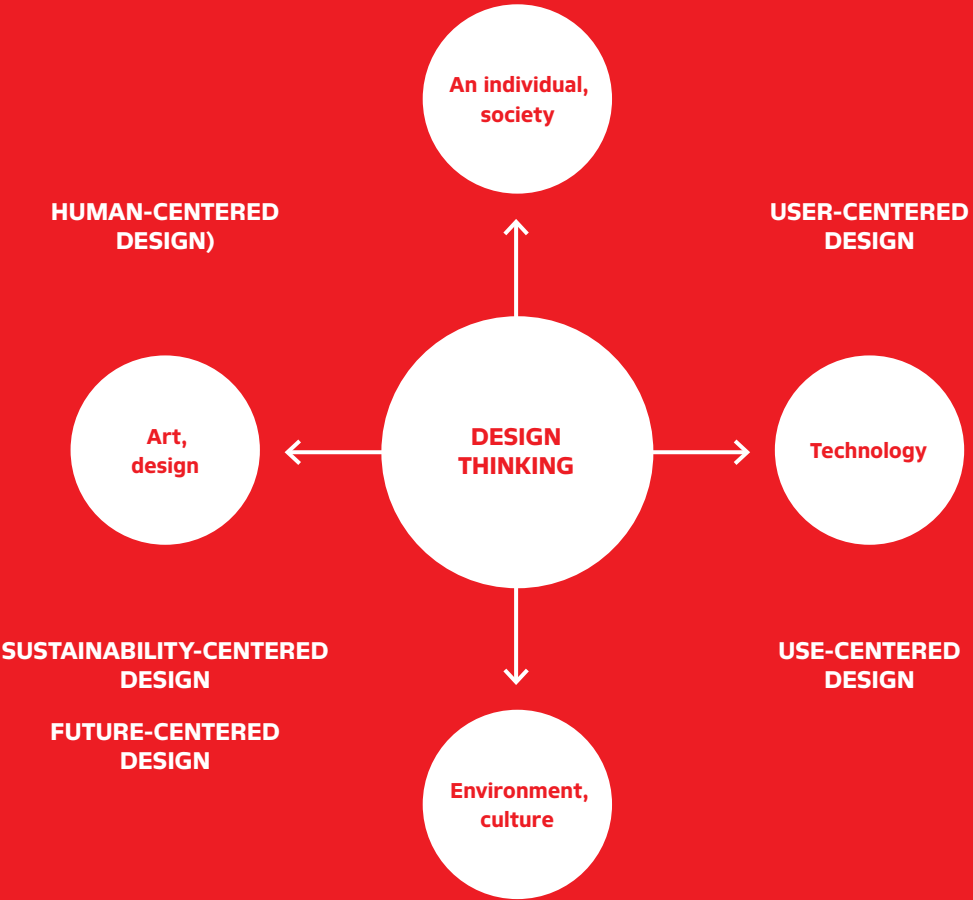 An individual,
society
HUMAN-CENTERED
DESIGN)
USER-CENTERED
DESIGN
Art,
design
DESIGN
THINKING
Technology
SUSTAINABILITY-CENTERED
DESIGN
FUTURE-CENTERED
DESIGN
USE-CENTERED
DESIGN
Environment,
culture